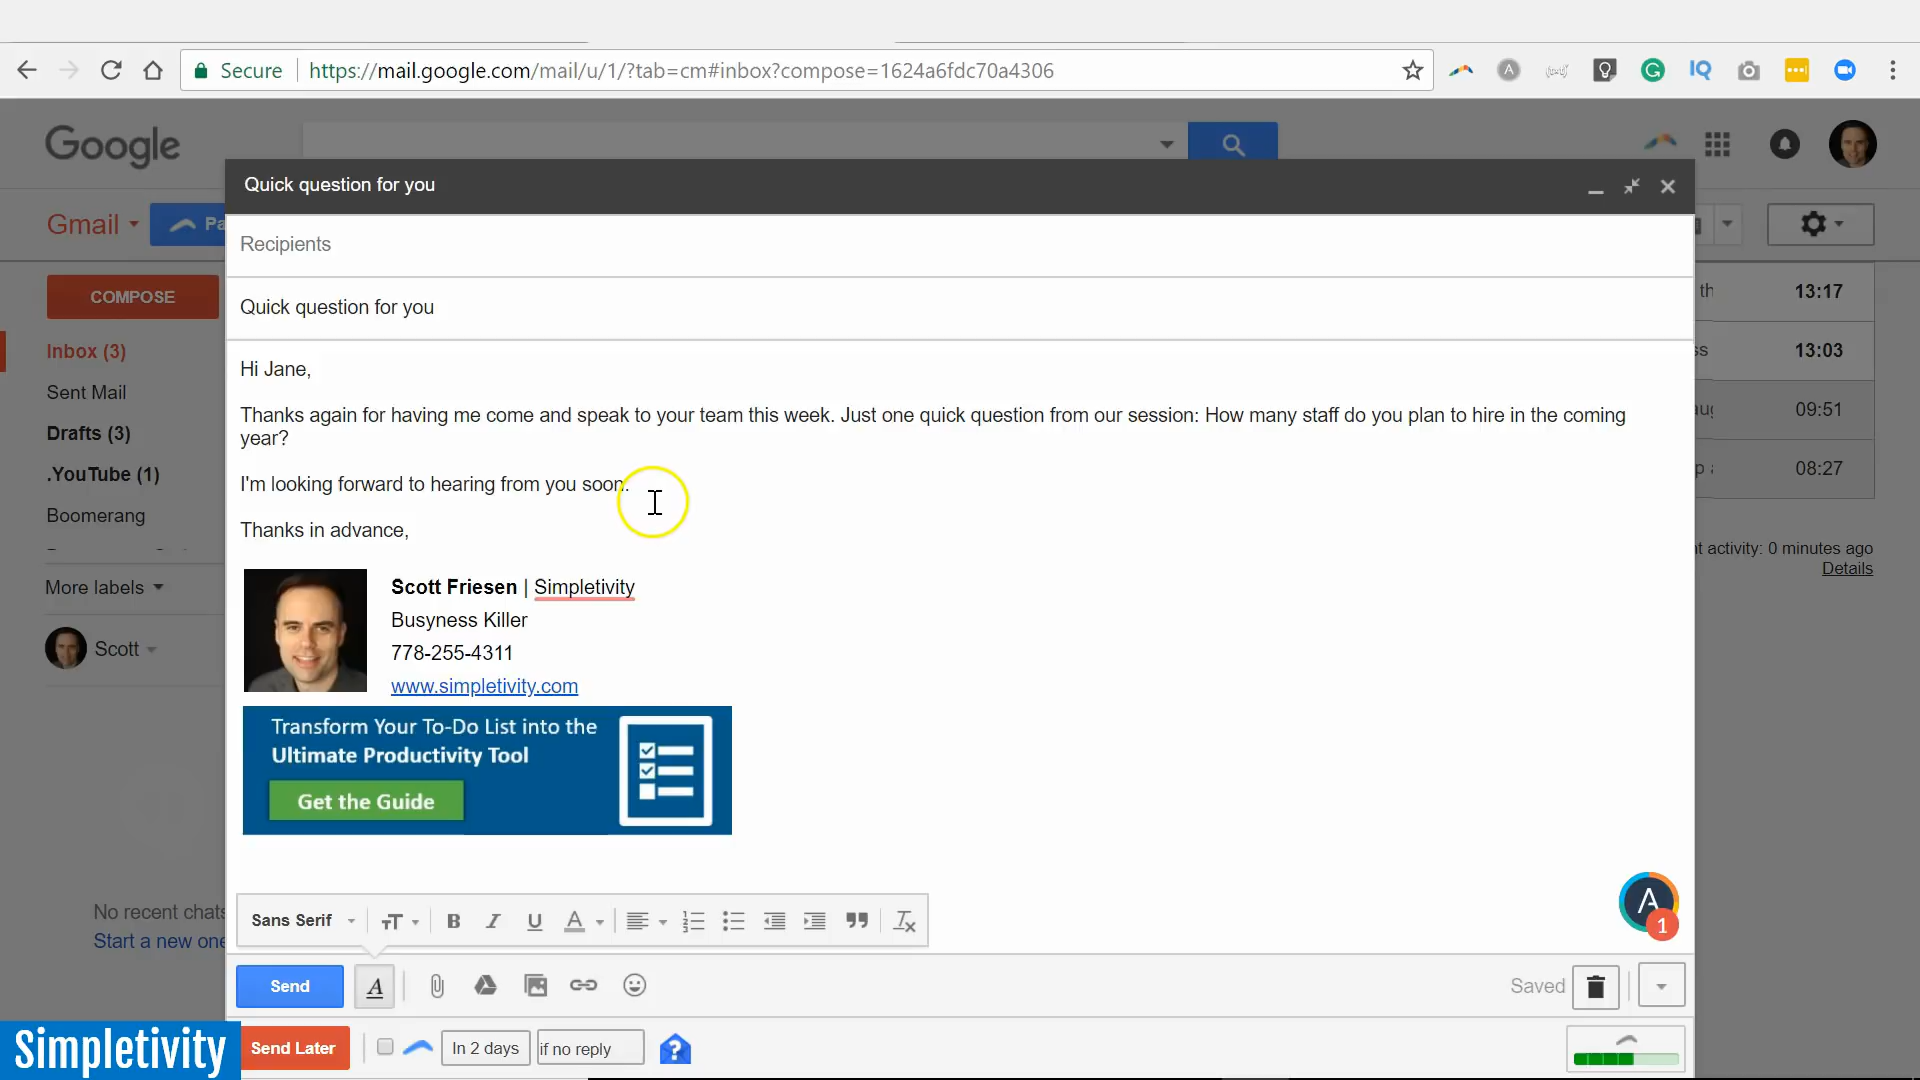 Secure
https://mail.google.com/mail/u/1/?tab=cm#inbox?compose=1624a6fdc70a4306
Google
Gmail
Pa
Quick question for you
Recipients
Quick question for you
COMPOSE
Inbox (3)
Sent Mail
Drafts (3)
.YouTube (1)
Boomerang
More labels
Scott
No recent chats
Start a new one
Hi Jane,
Thanks again for having me come and speak to your team this week. Just one quick question from our session: How many staff do you plan to hire in the coming
year?
I'm looking forward to hearing from you soon.
Thanks in advance,
Scott Friesen | Simpletivity
Busyness Killer
778-255-4311
www.simpletivity.com
Transform Your To-Do List into the
Ultimate Productivity Tool
Get the Guide
th 13:17
ss 13:03
09:51
08:27
nt activity: 0 minutes ago
Details
1
Sans Serif
Send
Saved
Simpletivity
Send Later
In 2 days
if no reply